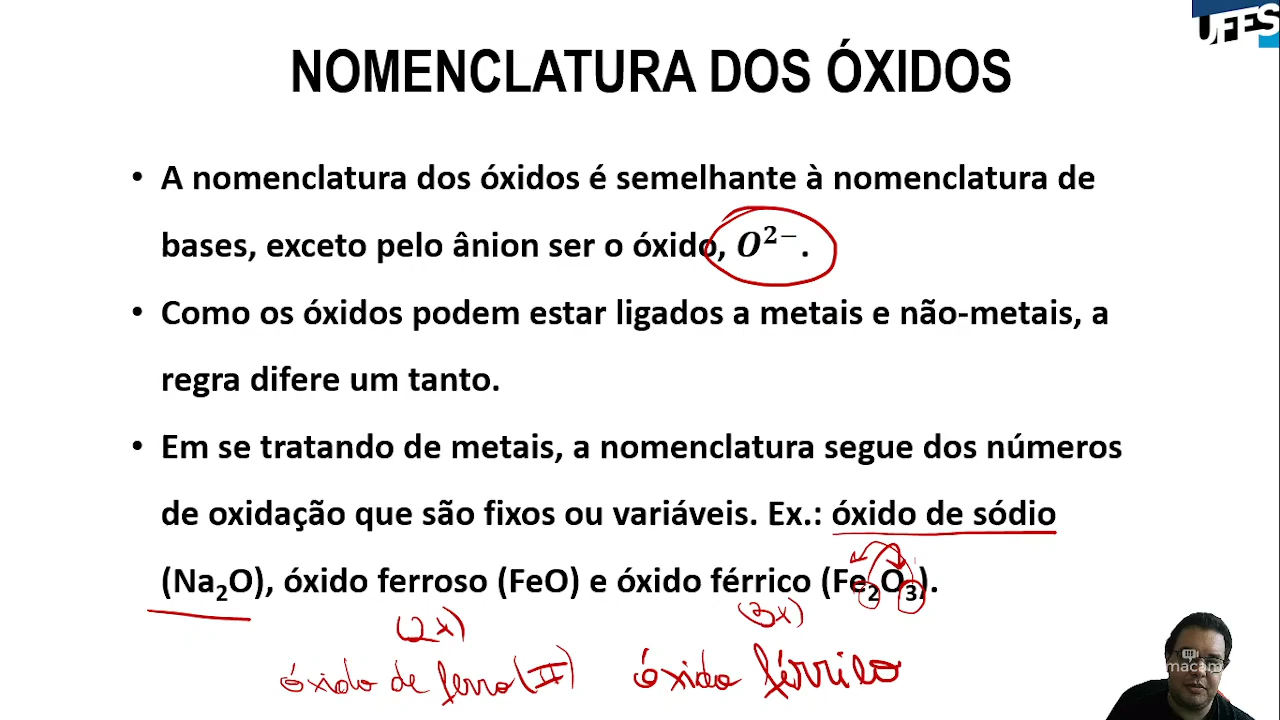 UFES
NOMENCLATURA DOS ÓXIDOS
• A nomenclatura dos óxidos é semelhante à nomenclatura de
bases, exceto pelo ânion ser o óxido, O²⁻.
• Como os óxidos podem estar ligados a metais e não-metais, a
regra difere um tanto.
• Em se tratando de metais, a nomenclatura segue dos números
de oxidação que são fixos ou variáveis. Ex.: óxido de sódio
(Na₂O), óxido ferroso (FeO) e óxido férrico (Fe₂O₃).
(2+) (3+)
óxido de ferro (II) óxido férrico
macam